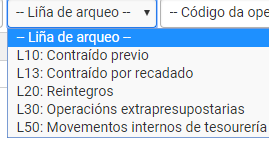 -- Liña de arqueo -- -- Código da ope
-- Liña de arqueo --
L10: Contraído previo
L13: Contraído por recadado
L20: Reintegros
L30: Operacións extrapresupostarias
L50: Movementos internos de tesourería